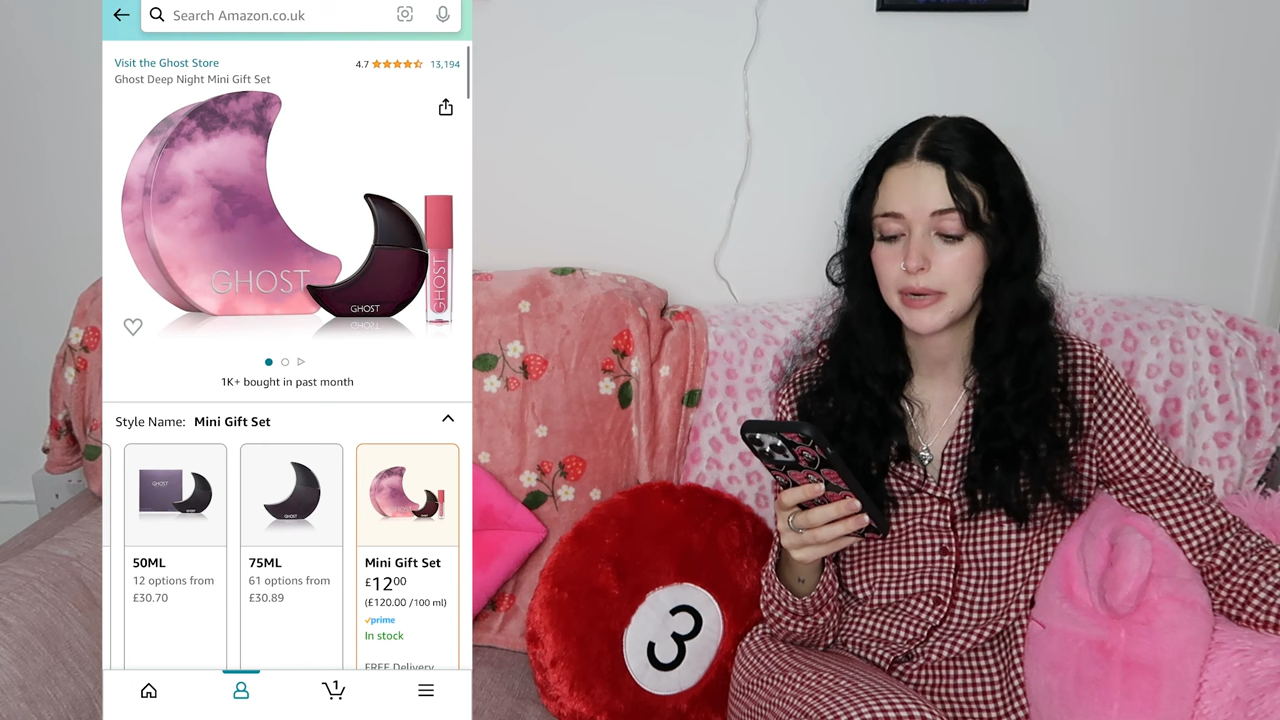 Search Amazon.co.uk
Visit the Ghost Store
4.7 13,194
Ghost Deep Night Mini Gift Set
GHOST
GHOST
GHOST
1K+ bought in past month
Style Name: Mini Gift Set
GHOST
GHOST
50ML
12 options from
£30.70
75ML
61 options from
£30.89
Mini Gift Set
£12.00
(£120.00 /100 ml)
prime
In stock
FREE Delivery
1
3